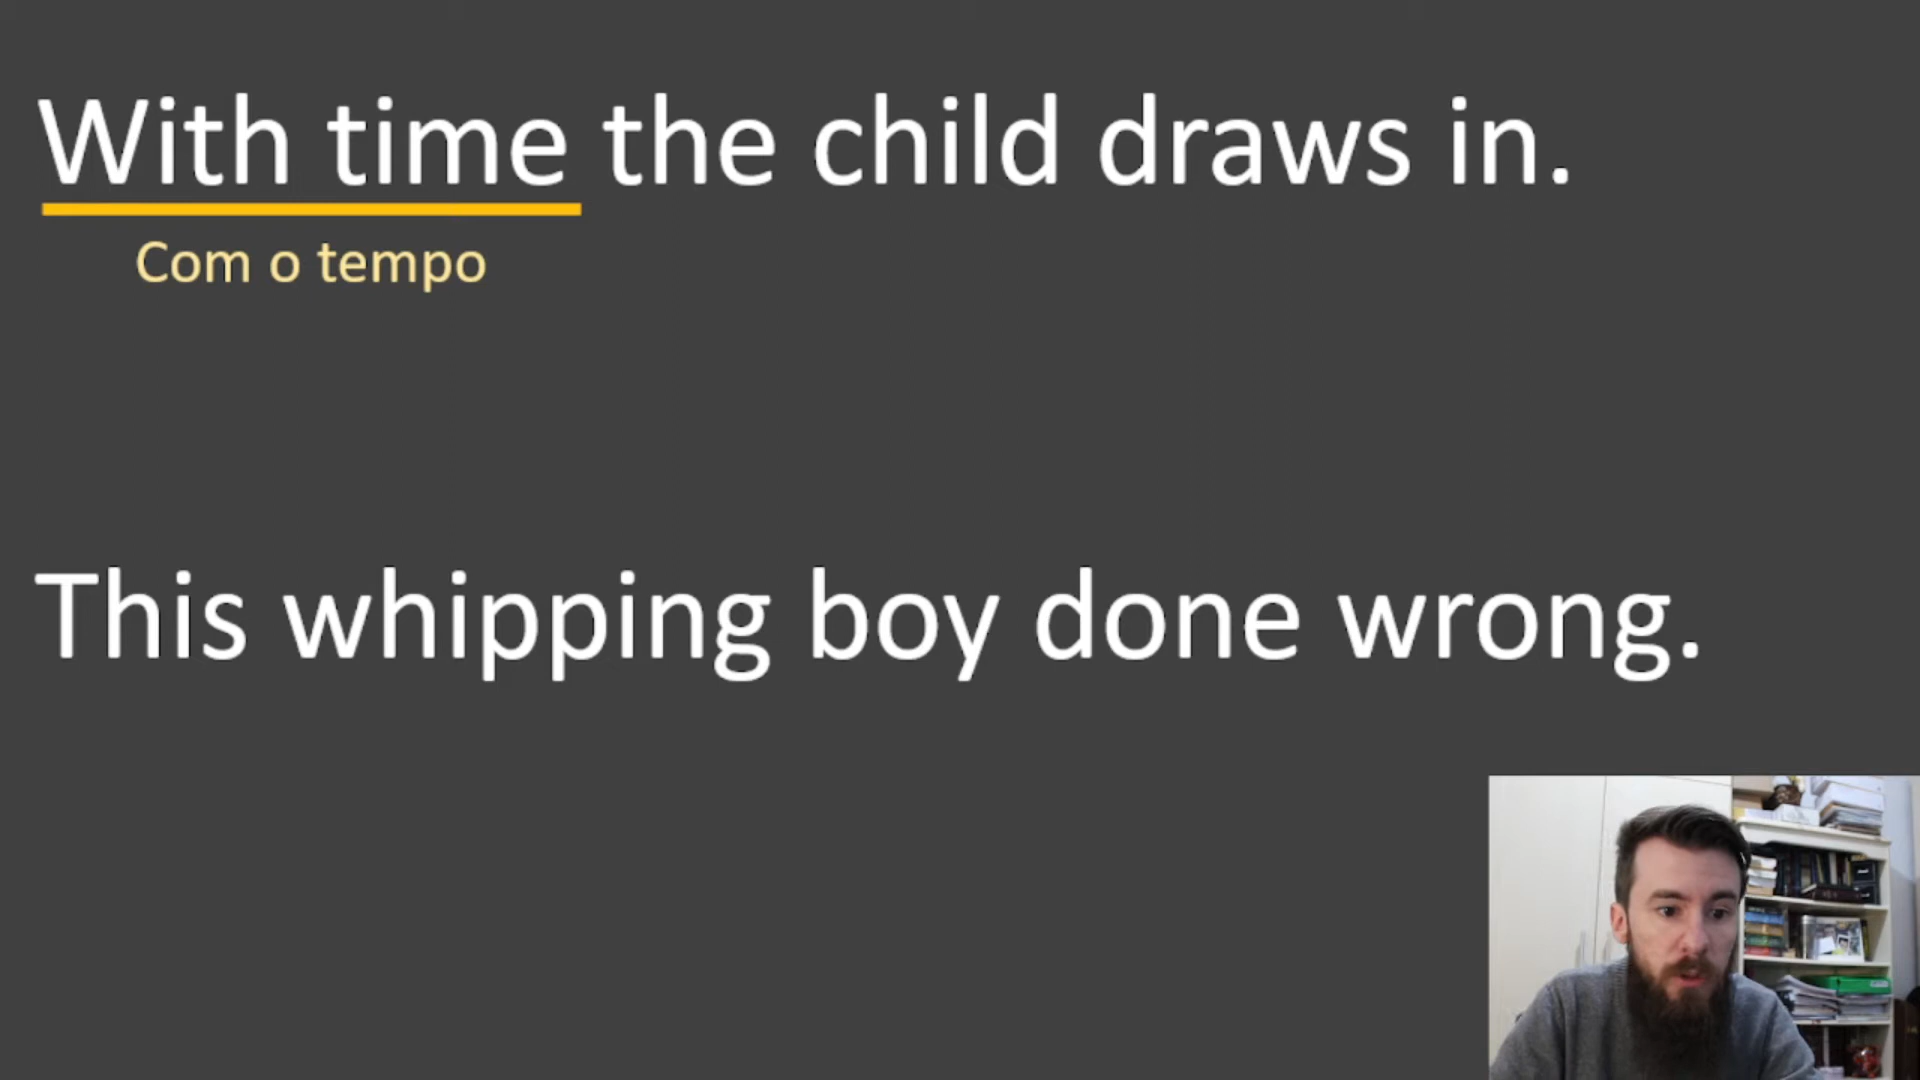 With time the child draws in.
Com o tempo
This whipping boy done wrong.